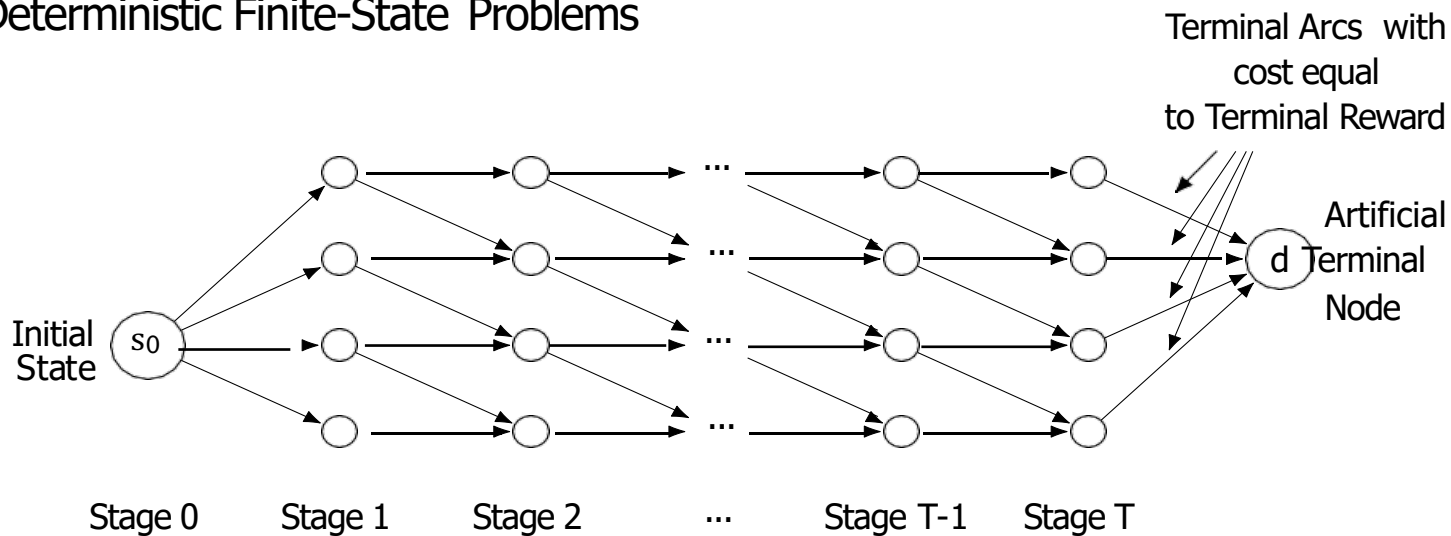 Deterministic Finite-State Problems
Terminal Arcs with
cost equal
to Terminal Reward
...
Artificial
... d Terminal
Node
Initial
State
s0
...
...
Stage 0 Stage 1 Stage 2 ... Stage T-1 Stage T